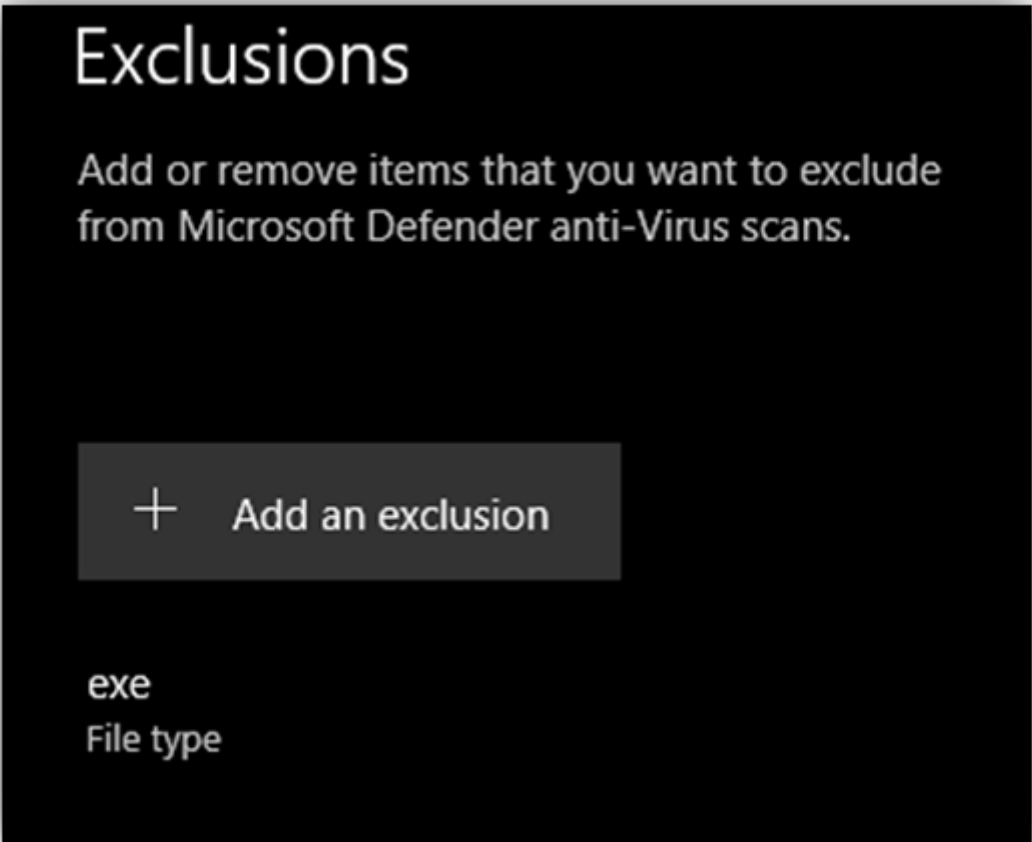 Exclusions
Add or remove items that you want to exclude
from Microsoft Defender anti-Virus scans.
+ Add an exclusion
exe
File type